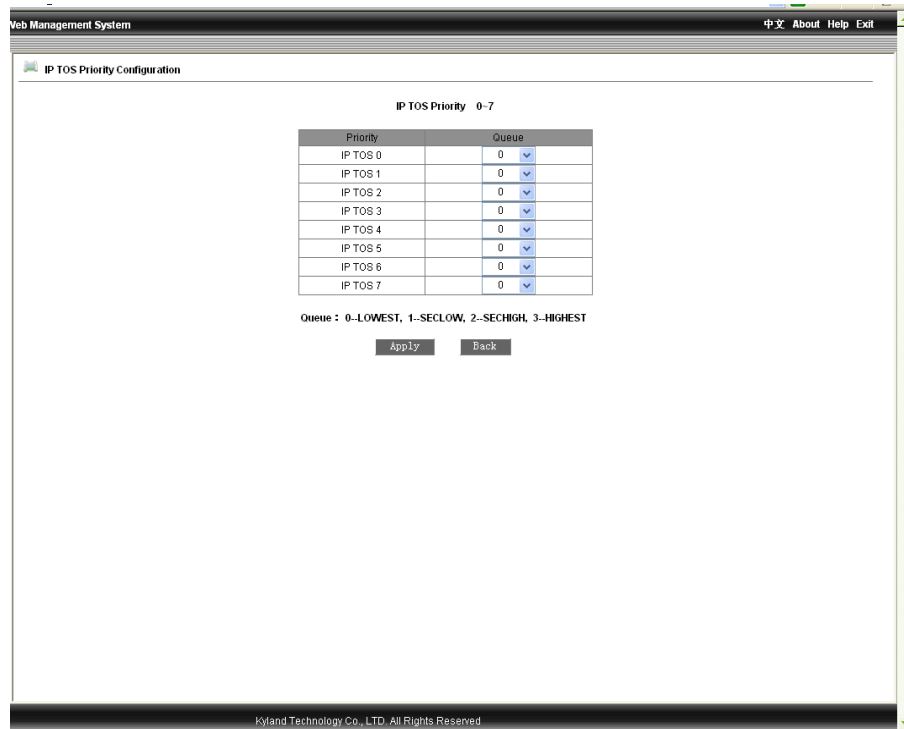 Web Management System 中文 About Help Exit
IP TOS Priority Configuration
IP TOS Priority 0~7
Priority Queue
IP TOS 0 0
IP TOS 1 0
IP TOS 2 0
IP TOS 3 0
IP TOS 4 0
IP TOS 5 0
IP TOS 6 0
IP TOS 7 0
Queue : 0--LOWEST, 1--SECLOW, 2--SECHIGH, 3--HIGHEST
Apply Back
Kyland Technology Co., LTD. All Rights Reserved